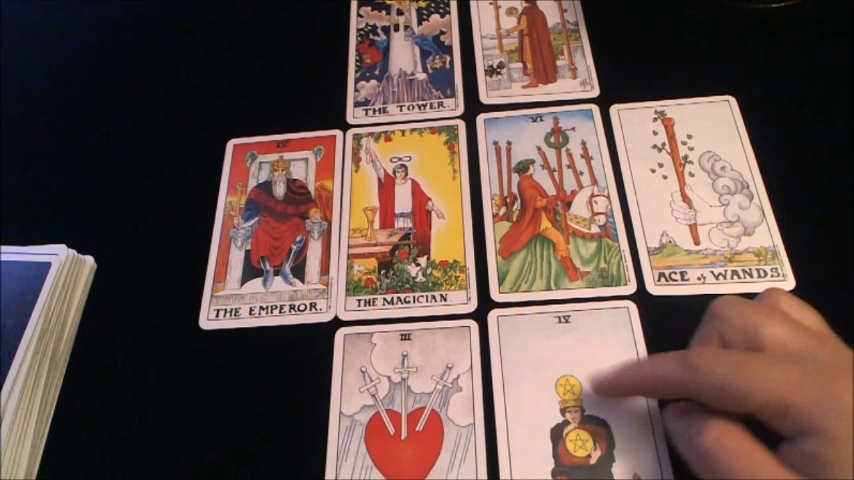 THE TOWER.
IV
VI
THE EMPEROR.
THE MAGICIAN.
ACE of WANDS.
III
IV